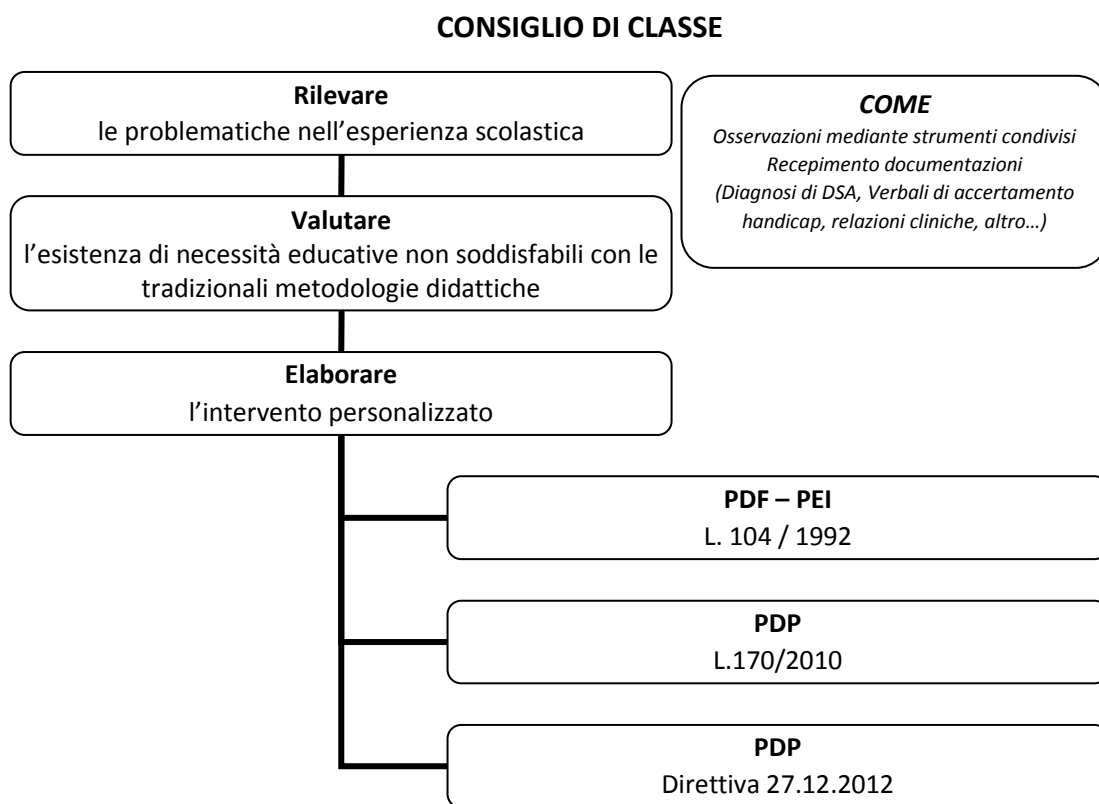 CONSIGLIO DI CLASSE
Rilevare
le problematiche nell’esperienza scolastica
COME
Osservazioni mediante strumenti condivisi
Recepimento documentazioni
(Diagnosi di DSA, Verbali di accertamento
handicap, relazioni cliniche, altro…)
Valutare
l’esistenza di necessità educative non soddisfabili con le
tradizionali metodologie didattiche
Elaborare
l’intervento personalizzato
PDF – PEI
L. 104 / 1992
PDP
L.170/2010
PDP
Direttiva 27.12.2012